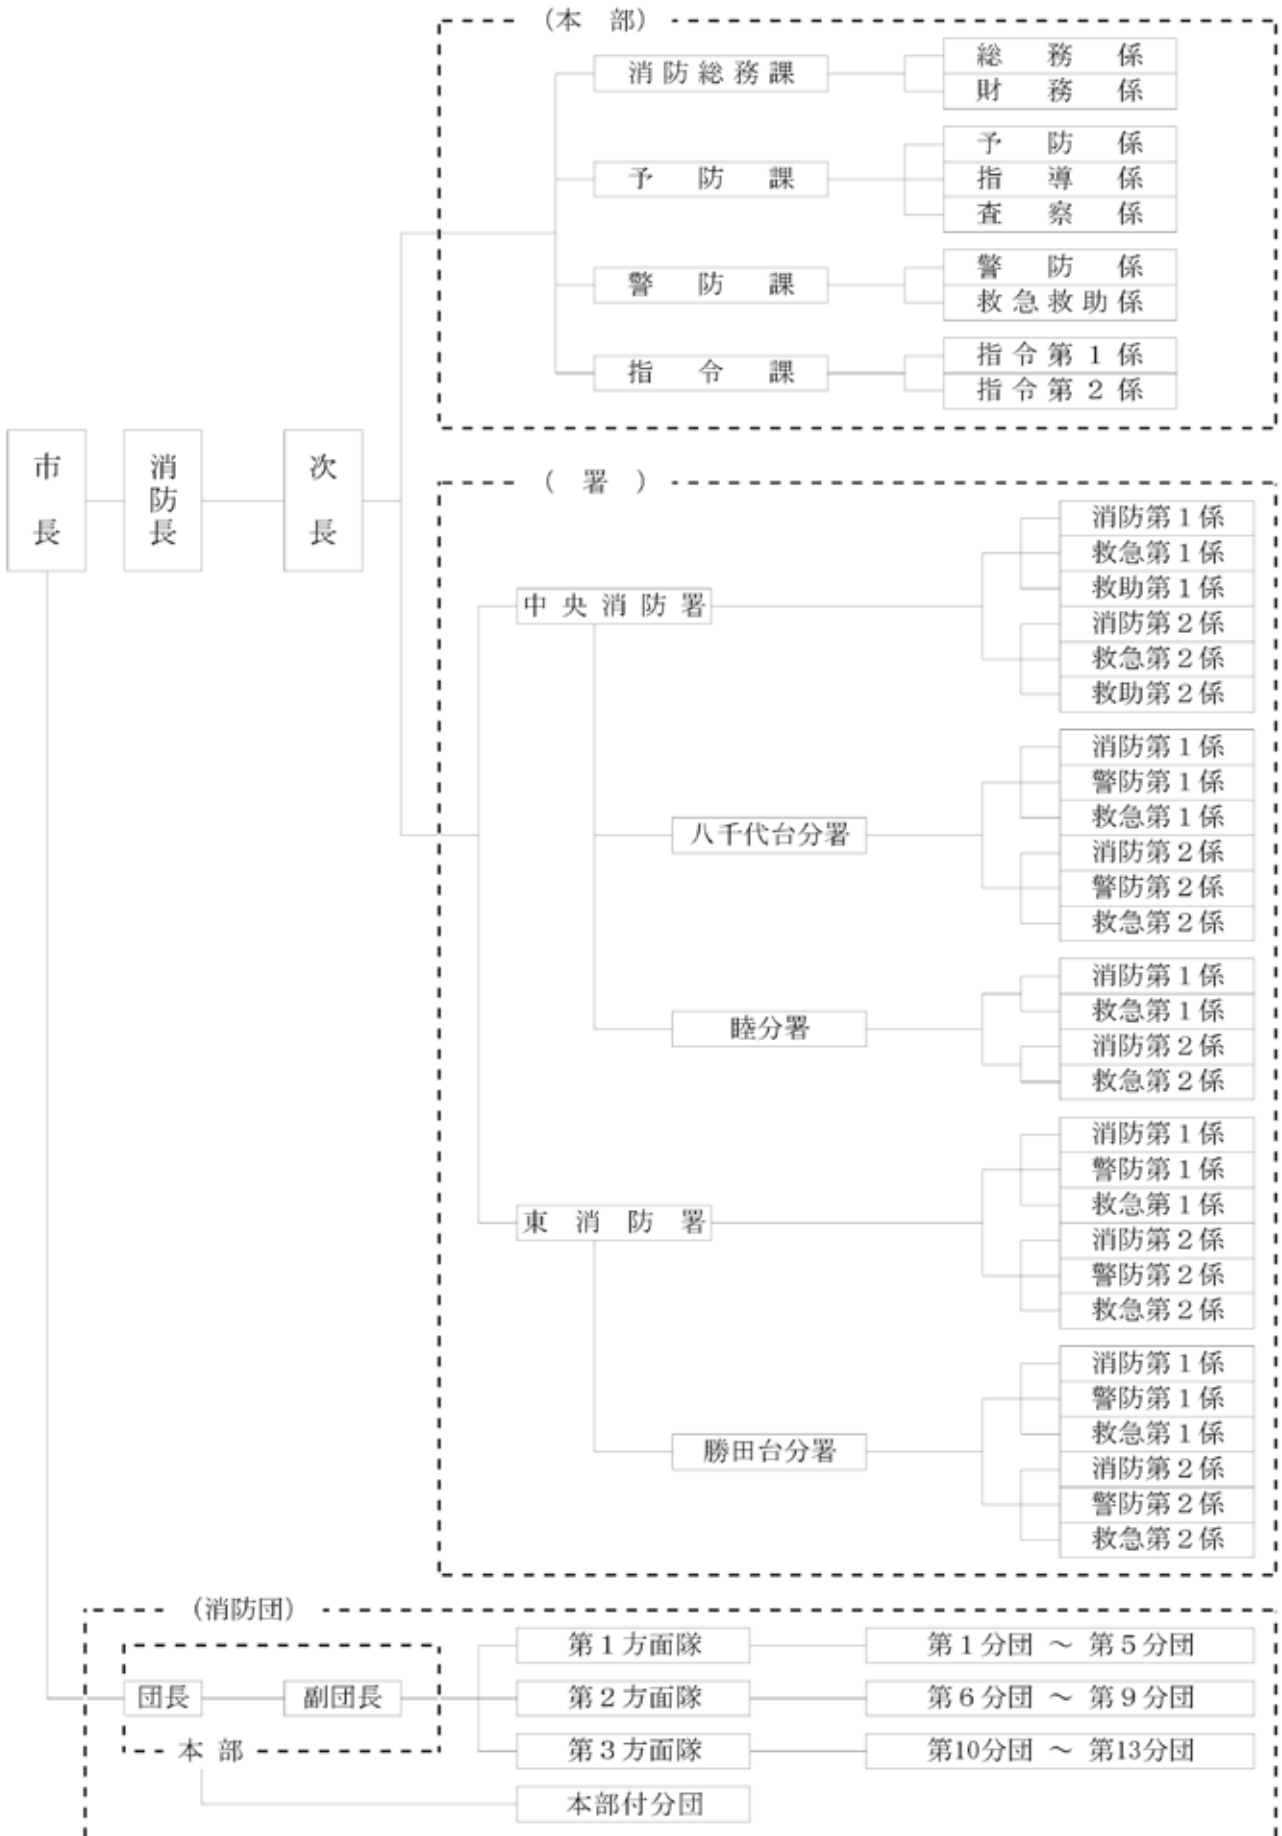 （本　部）
消防総務課
総務係
財務係
予防課
予防係
指導係
査察係
警防課
警防係
救急救助係
指令課
指令第１係
指令第２係
市長
消防長
次長
（　署　）
中央消防署
消防第１係
救急第１係
救助第１係
消防第２係
救急第２係
救助第２係
八千代台分署
消防第１係
警防第１係
救急第１係
消防第２係
警防第２係
救急第２係
睦分署
消防第１係
救急第１係
消防第２係
救急第２係
東消防署
消防第１係
警防第１係
救急第１係
消防第２係
警防第２係
救急第２係
勝田台分署
消防第１係
警防第１係
救急第１係
消防第２係
警防第２係
救急第２係
（消防団）
団長
副団長
本部
第１方面隊
第１分団 ～ 第５分団
第２方面隊
第６分団 ～ 第９分団
第３方面隊
第10分団 ～ 第13分団
本部付分団